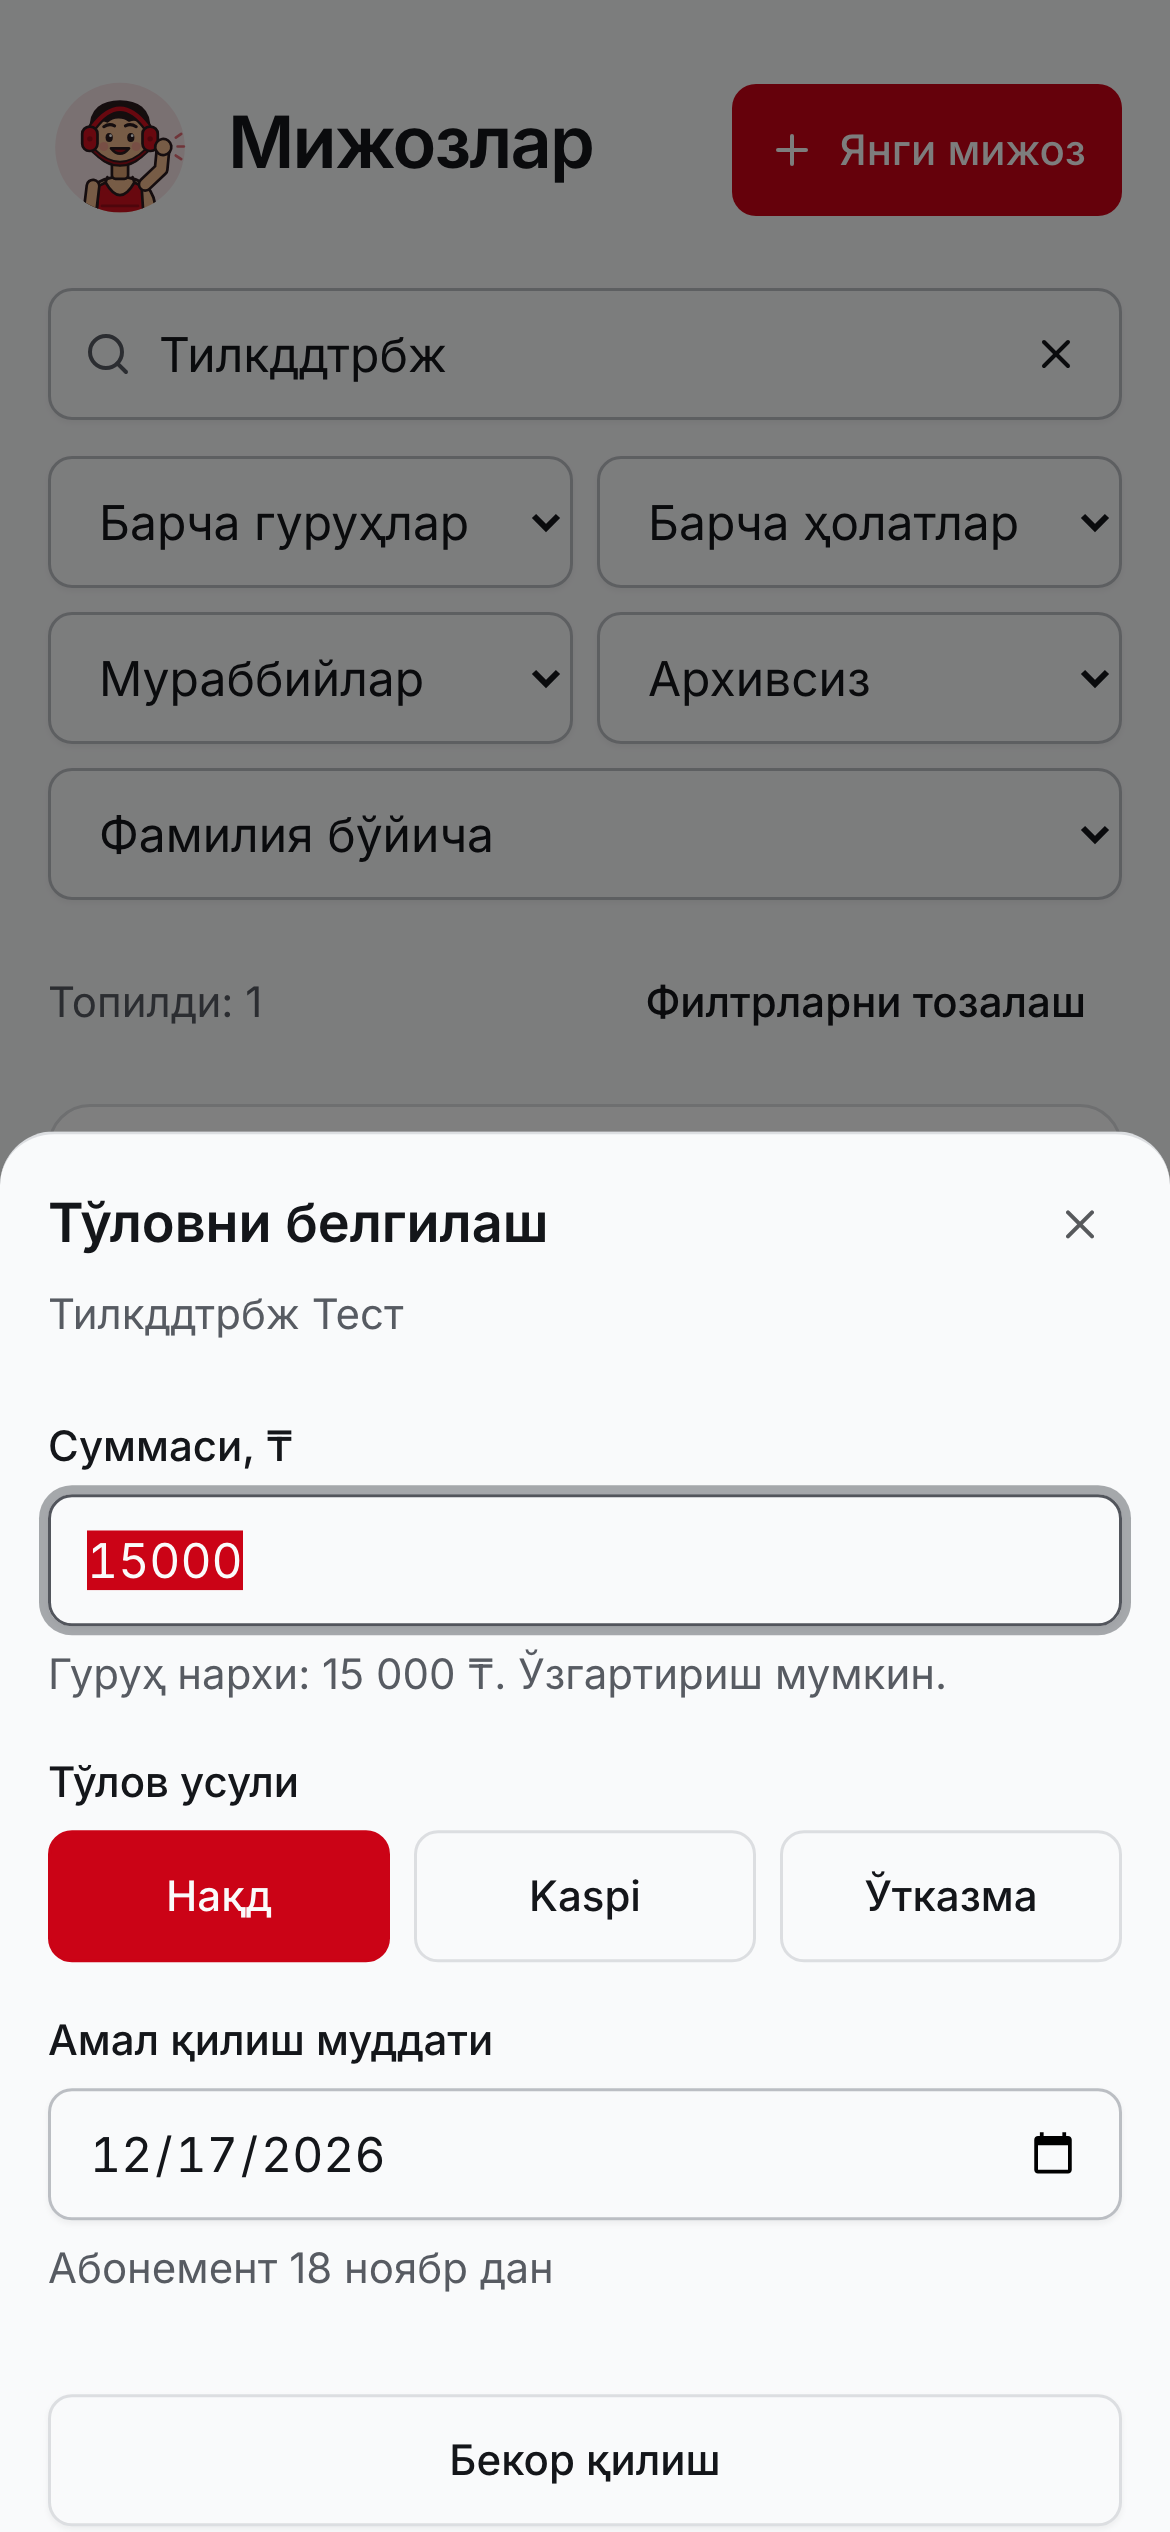 Мижозлар
+ Янги мижоз
Тилкддтрбж
Барча гуруҳлар
Барча ҳолатлар
Мураббийлар
Архивсиз
Фамилия бўйича
Топилди: 1
Филтрларни тозалаш
Тўловни белгилаш
Тилкддтрбж Тест
Суммаси, ₸
15000
Гуруҳ нархи: 15 000 ₸. Ўзгартириш мумкин.
Тўлов усули
Нақд
Kaspi
Ўтказма
Амал қилиш муддати
12/17/2026
Абонемент 18 ноябр дан
Бекор қилиш